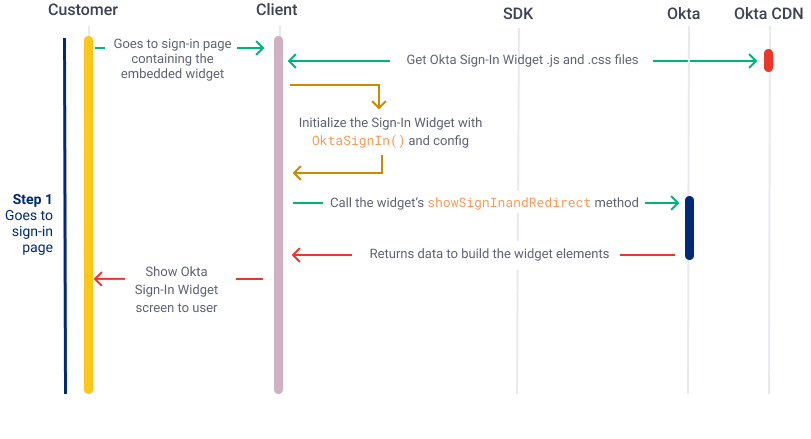 Customer
Client
SDK
Okta
Okta CDN
Goes to sign-in page
containing the
embedded widget
Get Okta Sign-In Widget .js and .css files
Initialize the Sign-In Widget with
OktaSignIn() and config
Step 1
Goes to
sign-in
page
Call the widget's showSignInandRedirect method
Returns data to build the widget elements
Show Okta
Sign-In Widget
screen to user